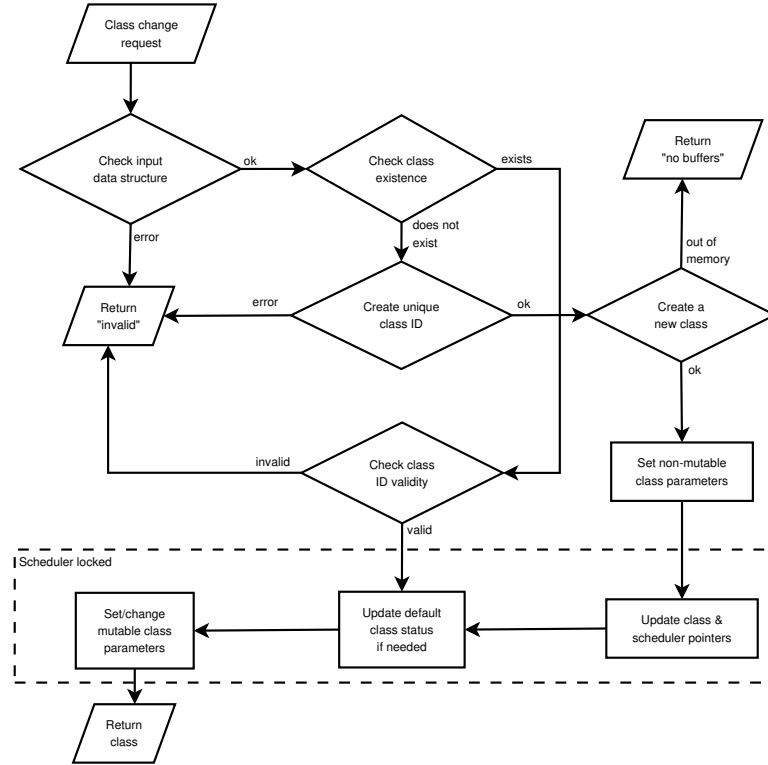 Class change
request
Check input
data structure
ok
Check class
existence
exists
Return
"no buffers"
error
does not
exist
out of
memory
Return
"invalid"
error
Create unique
class ID
ok
Create a
new class
ok
invalid
Check class
ID validity
Set non-mutable
class parameters
valid
Scheduler locked
Set/change
mutable class
parameters
Update default
class status
if needed
Update class &
scheduler pointers
Return
class